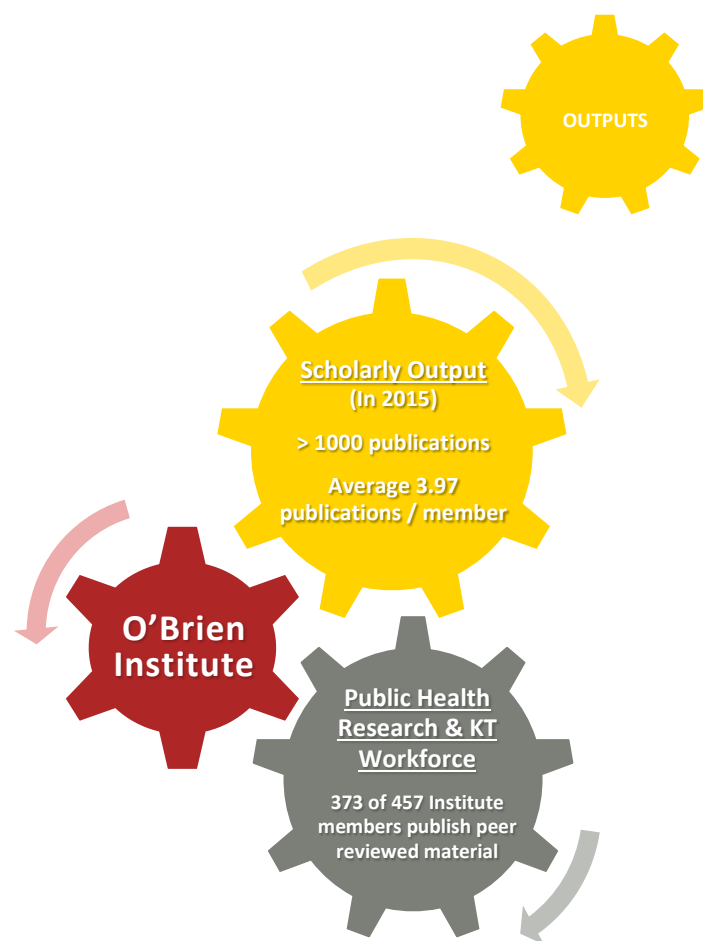 OUTPUTS
Scholarly Output
(In 2015)
> 1000 publications
Average 3.97
publications / member
O’Brien
Institute
Public Health
Research & KT
Workforce
373 of 457 Institute
members publish peer
reviewed material